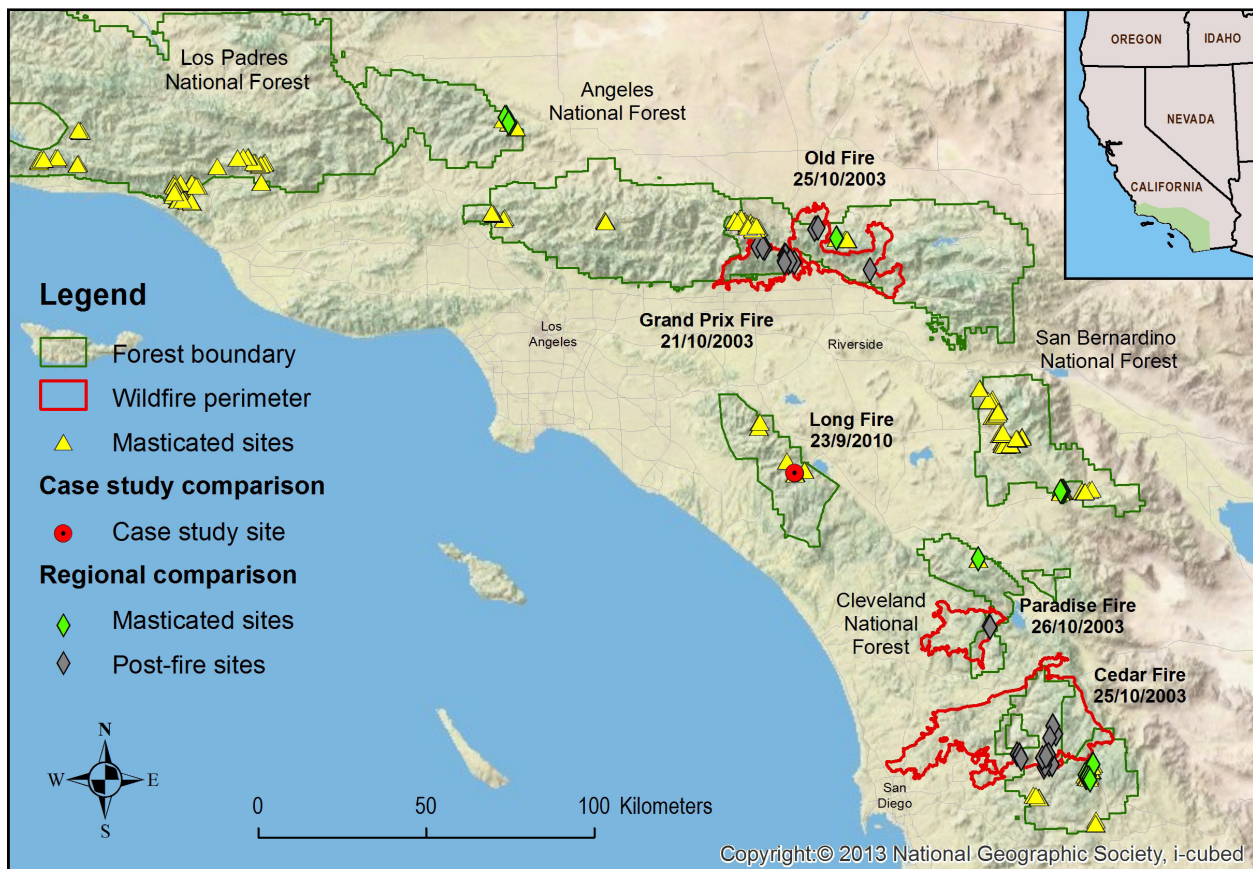 Los Padres
National Forest
Angeles
National Forest
OREGON
IDAHO
NEVADA
CALIFORNIA
Old Fire
25/10/2003
Legend
Forest boundary
Wildfire perimeter
Masticated sites
Case study comparison
Case study site
Regional comparison
Masticated sites
Post-fire sites
Los
Angeles
Grand Prix Fire
21/10/2003
Riverside
San Bernardino
National Forest
Long Fire
23/9/2010
Cleveland
National
Forest
Paradise Fire
26/10/2003
Cedar Fire
25/10/2003
San
Diego
N
W
E
S
0
50
100 Kilometers
Copyright:© 2013 National Geographic Society, i-cubed